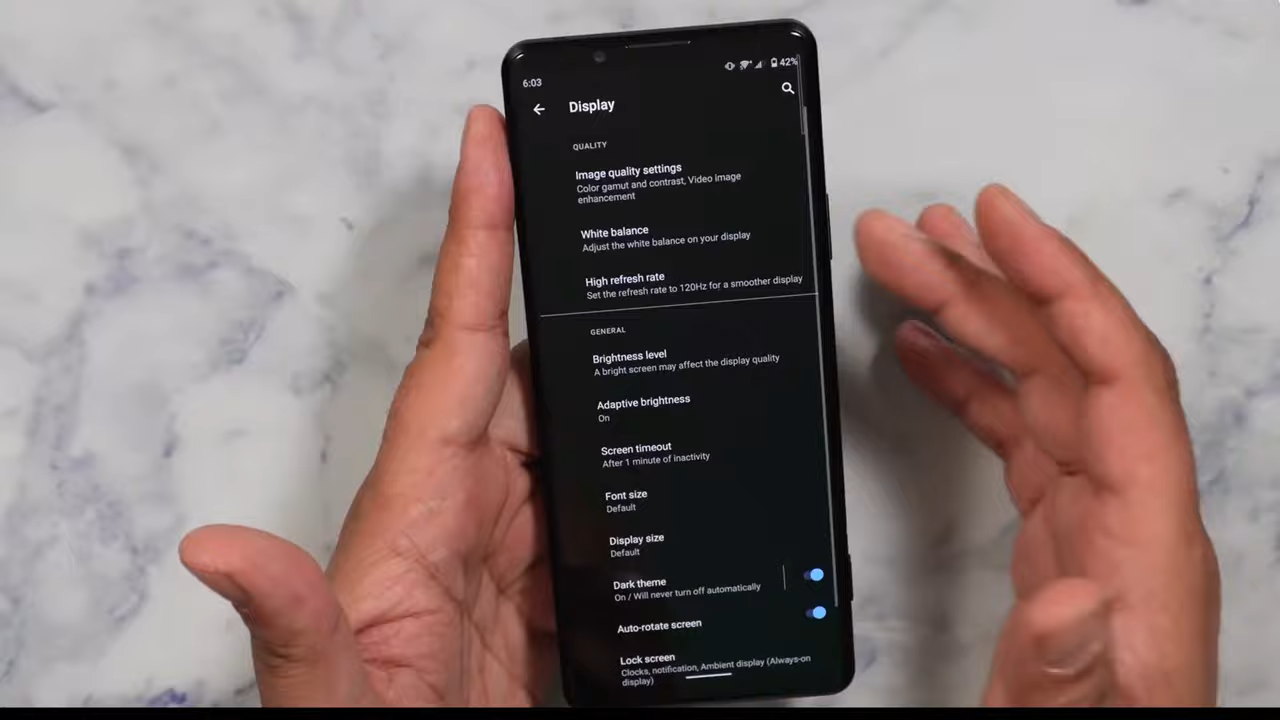 6:03
42%
Display
QUALITY
Image quality settings
Color gamut and contrast, Video image
enhancement
White balance
Adjust the white balance on your display
High refresh rate
Set the refresh rate to 120Hz for a smoother display
GENERAL
Brightness level
A bright screen may affect the display quality
Adaptive brightness
On
Screen timeout
After 1 minute of inactivity
Font size
Default
Display size
Default
Dark theme
On / Will never turn off automatically
Auto-rotate screen
Lock screen
Clocks, notification, Ambient display (Always-on
display)